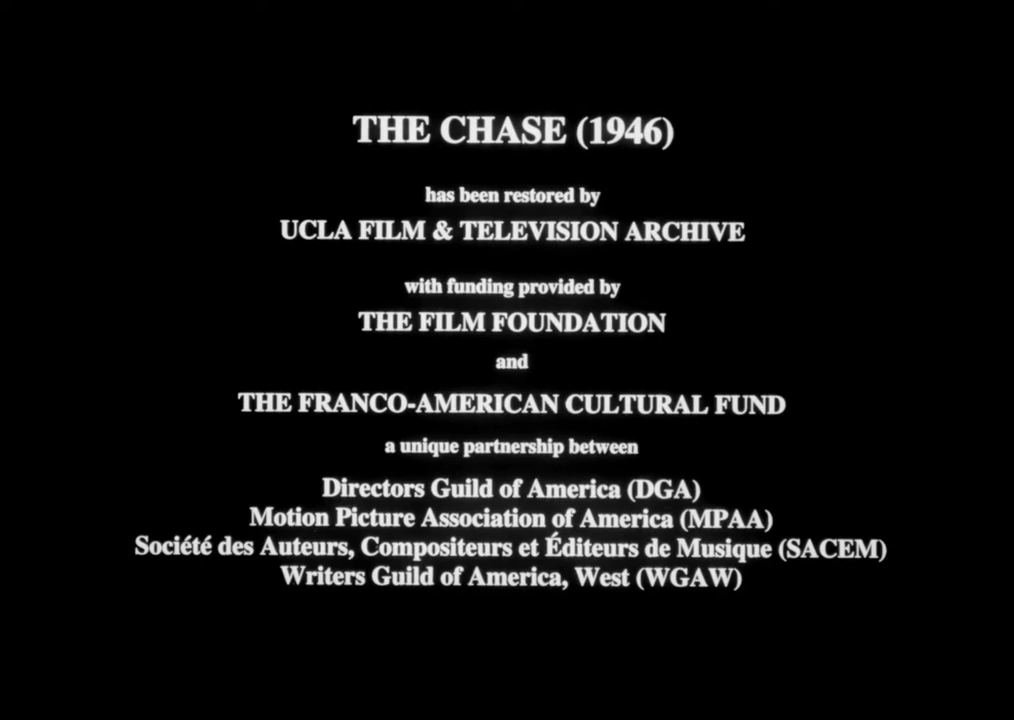 THE CHASE (1946)
has been restored by
UCLA FILM & TELEVISION ARCHIVE
with funding provided by
THE FILM FOUNDATION
and
THE FRANCO-AMERICAN CULTURAL FUND
a unique partnership between
Directors Guild of America (DGA)
Motion Picture Association of America (MPAA)
Société des Auteurs, Compositeurs et Éditeurs de Musique (SACEM)
Writers Guild of America, West (WGAW)